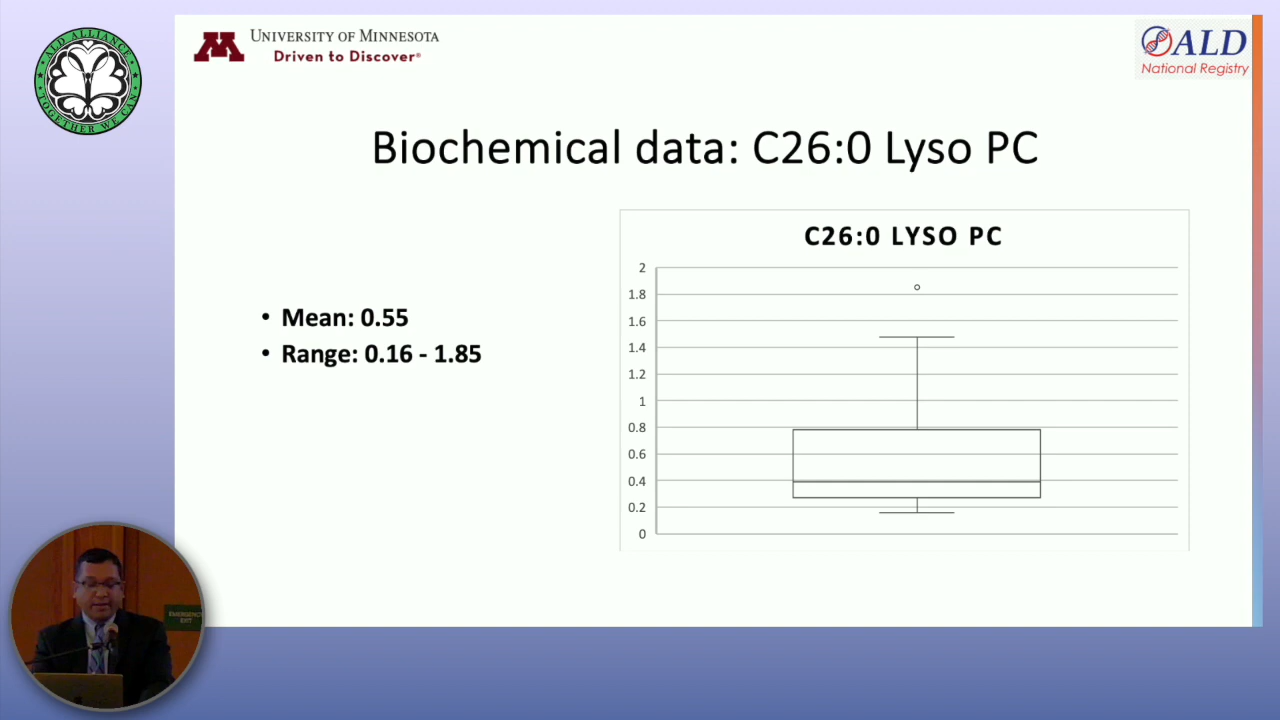 ALD ALLIANCE
TOGETHER WE CAN
UNIVERSITY OF MINNESOTA
Driven to Discover®
ALD
National Registry
Biochemical data: C26:0 Lyso PC
• Mean: 0.55
• Range: 0.16 - 1.85
C26:0 LYSO PC
2
1.8
1.6
1.4
1.2
1
0.8
0.6
0.4
0.2
0
EMERGENCY
EXIT